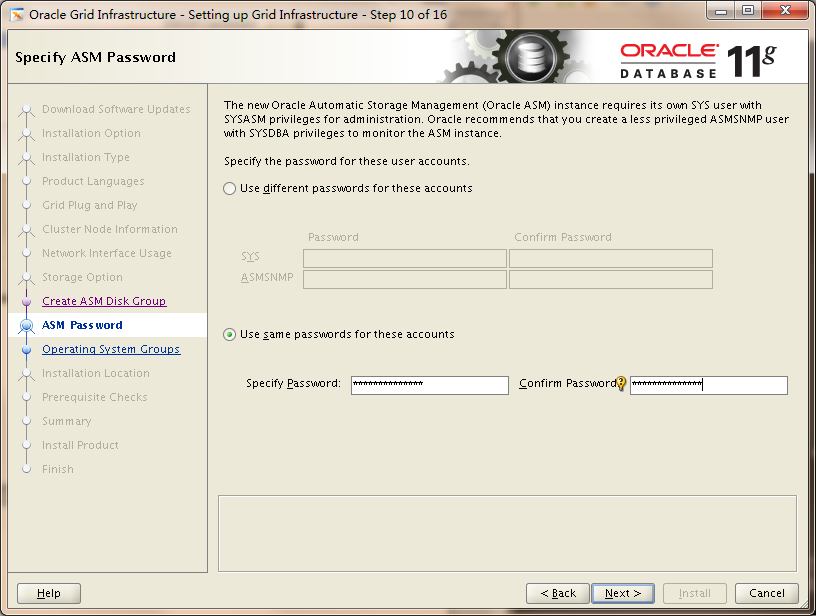 Oracle Grid Infrastructure - Setting up Grid Infrastructure - Step 10 of 16
Specify ASM Password
ORACLE
DATABASE
11g
Download Software Updates
Installation Option
Installation Type
Product Languages
Grid Plug and Play
Cluster Node Information
Network Interface Usage
Storage Option
Create ASM Disk Group
ASM Password
Operating System Groups
Installation Location
Prerequisite Checks
Summary
Install Product
Finish
The new Oracle Automatic Storage Management (Oracle ASM) instance requires its own SYS user with
SYSASM privileges for administration. Oracle recommends that you create a less privileged ASMSNMP user
with SYSDBA privileges to monitor the ASM instance.
Specify the password for these user accounts.
Use different passwords for these accounts
Password Confirm Password
SYS
ASMSNMP
Use same passwords for these accounts
Specify Password: ************** Confirm Password **************
Help
< Back Next > Install Cancel